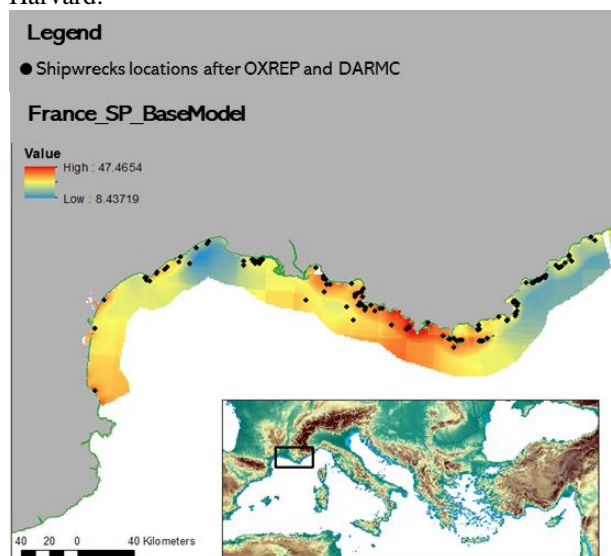 Harvard.
Legend
Shipwrecks locations after OXREP and DARMC
France_SP_BaseModel
Value
High : 47.4654
Low : 8.43719
40 20 0 40 Kilometers